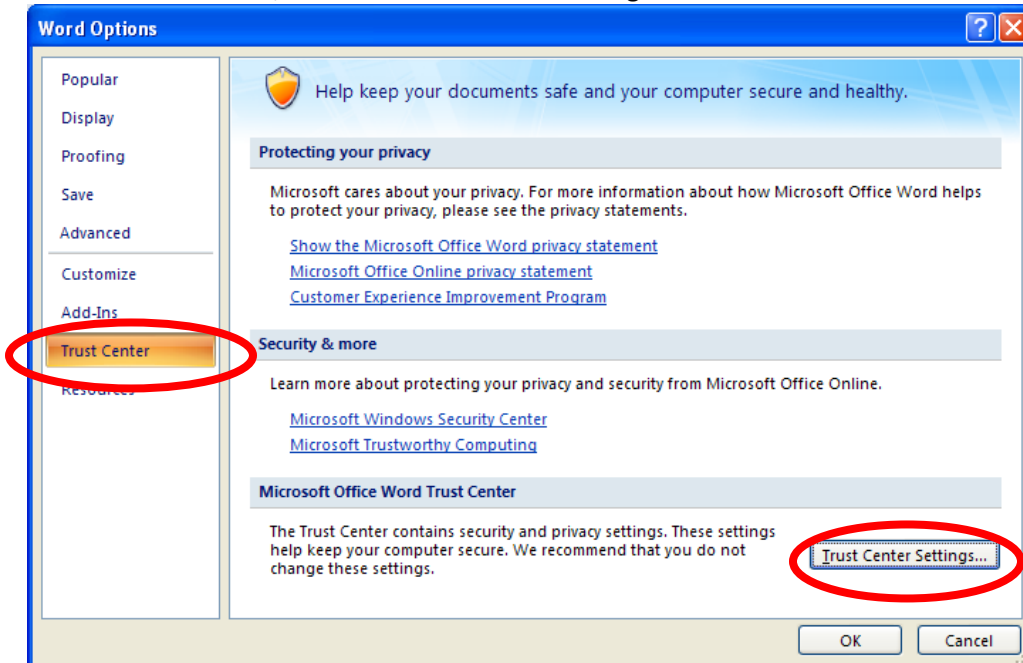 Word Options
Popular
Display
Proofing
Save
Advanced
Customize
Add-Ins
Trust Center
Resources
Help keep your documents safe and your computer secure and healthy.
Protecting your privacy
Microsoft cares about your privacy. For more information about how Microsoft Office Word helps
to protect your privacy, please see the privacy statements.
Show the Microsoft Office Word privacy statement
Microsoft Office Online privacy statement
Customer Experience Improvement Program
Security & more
Learn more about protecting your privacy and security from Microsoft Office Online.
Microsoft Windows Security Center
Microsoft Trustworthy Computing
Microsoft Office Word Trust Center
The Trust Center contains security and privacy settings. These settings
help keep your computer secure. We recommend that you do not
change these settings.
Trust Center Settings...
OK
Cancel